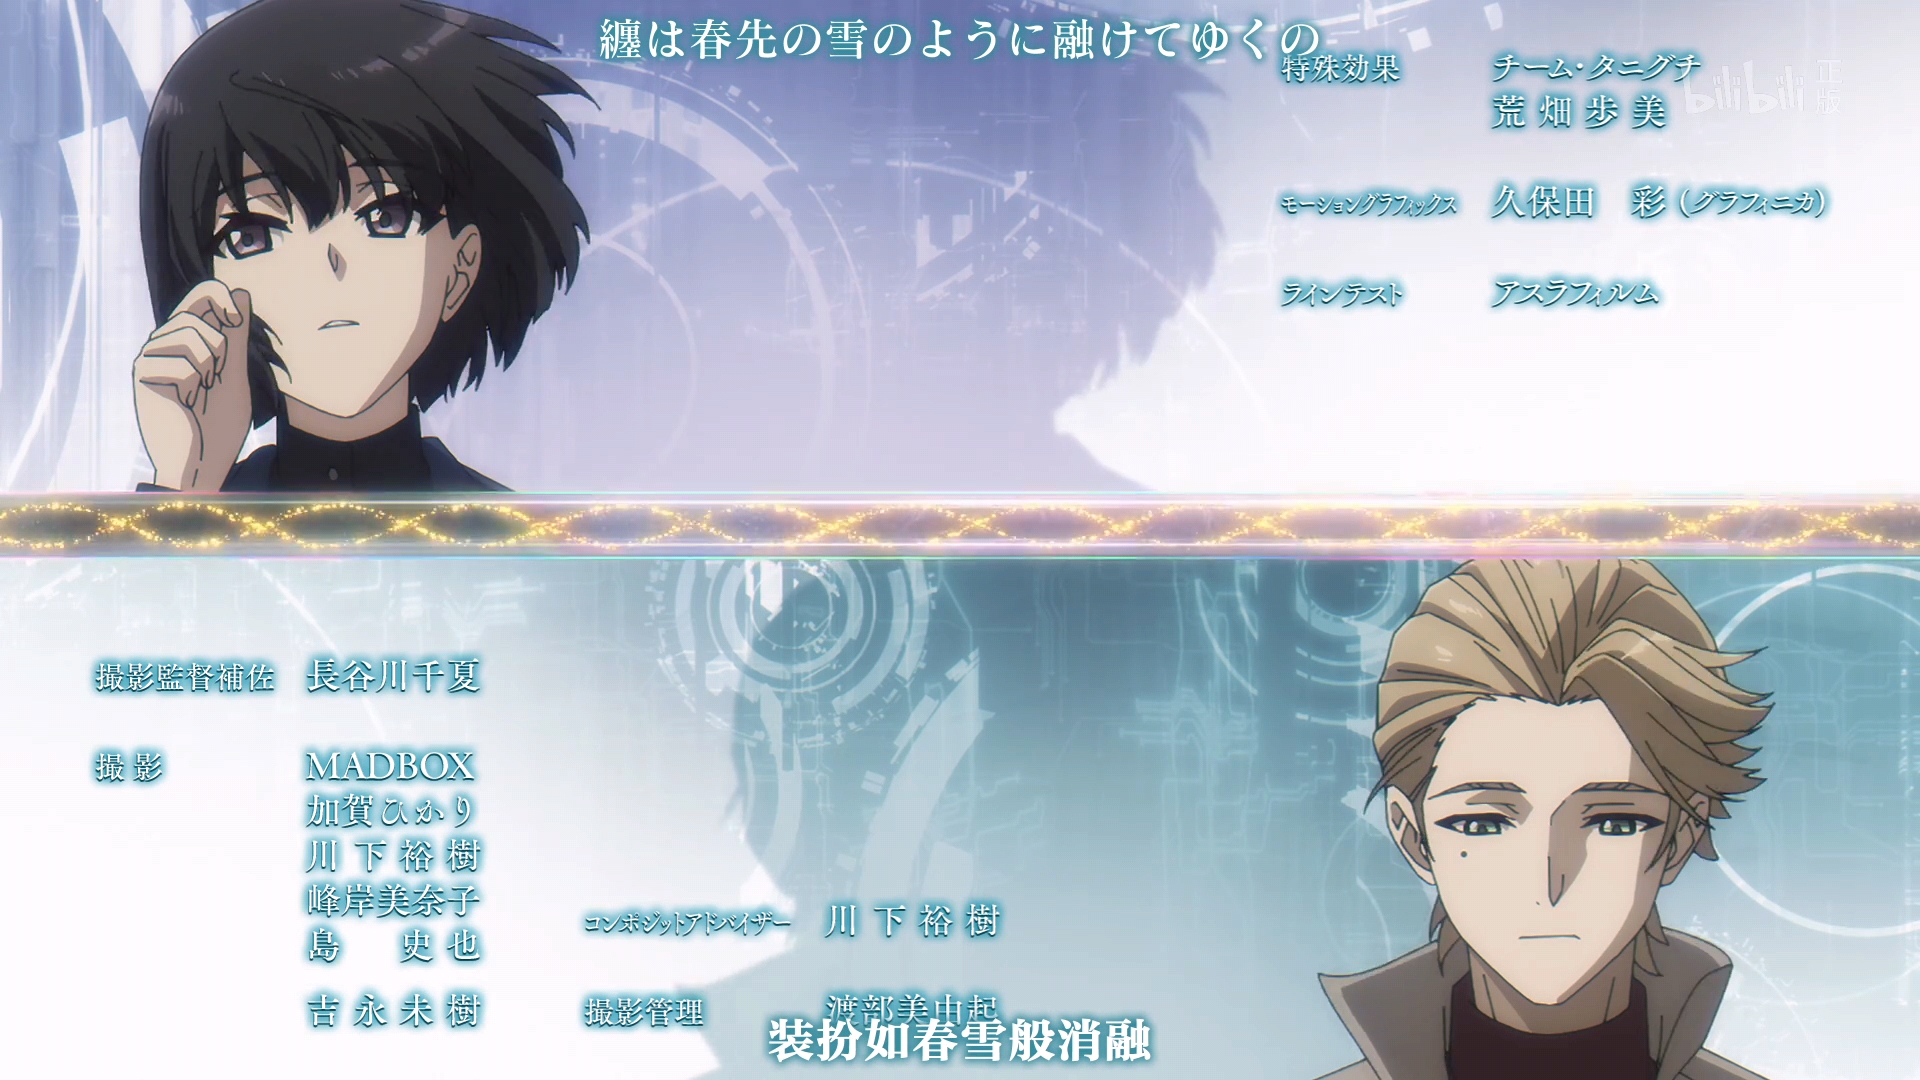 纏は春先の雪のように融けてゆくの
特殊効果 チーム・タニグチ
荒畑歩美
bilibili 正版
モーショングラフィックス 久保田 彩(グラフィニカ)
ラインテスト アスラフィルム
撮影監督補佐 長谷川千夏
撮影 MADBOX
加賀ひかり
川下裕樹
峰岸美奈子
島 史也
吉永未樹
コンポジットアドバイザー 川下裕樹
撮影管理 渡部美由起
装扮如春雪般消融